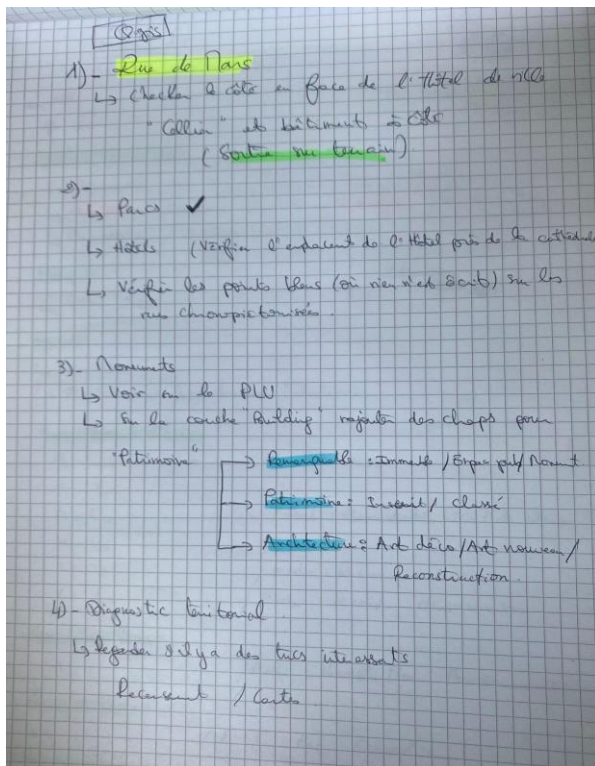 Qgis
1)- Rue de Mars
↳ Checker le côté en face de l'Hôtel de ville
et bâtiments à côté
(Sortie sur terrain)
2)-
↳ Parcs ✓
↳ Hôtels (Vérifier l'emplacement de l'Hôtel près de la cathédrale
↳ Vérifier les points blancs (où rien n'est écrit) sur les
rues
3)- Monuments
↳ Voir sur le PLU
↳ Sur la couche "Building" rajouter des champs pour
"Patrimoine"
→ Remarquable : Immeuble / Espace pub / Monument
→ Patrimoine : Inscrit / classé
→ Architecture : Art déco / Art nouveau /
Reconstruction
4)- Diagnostic territorial
↳ Regarder s'il y a des trucs intéressants
Recensement / Cartes